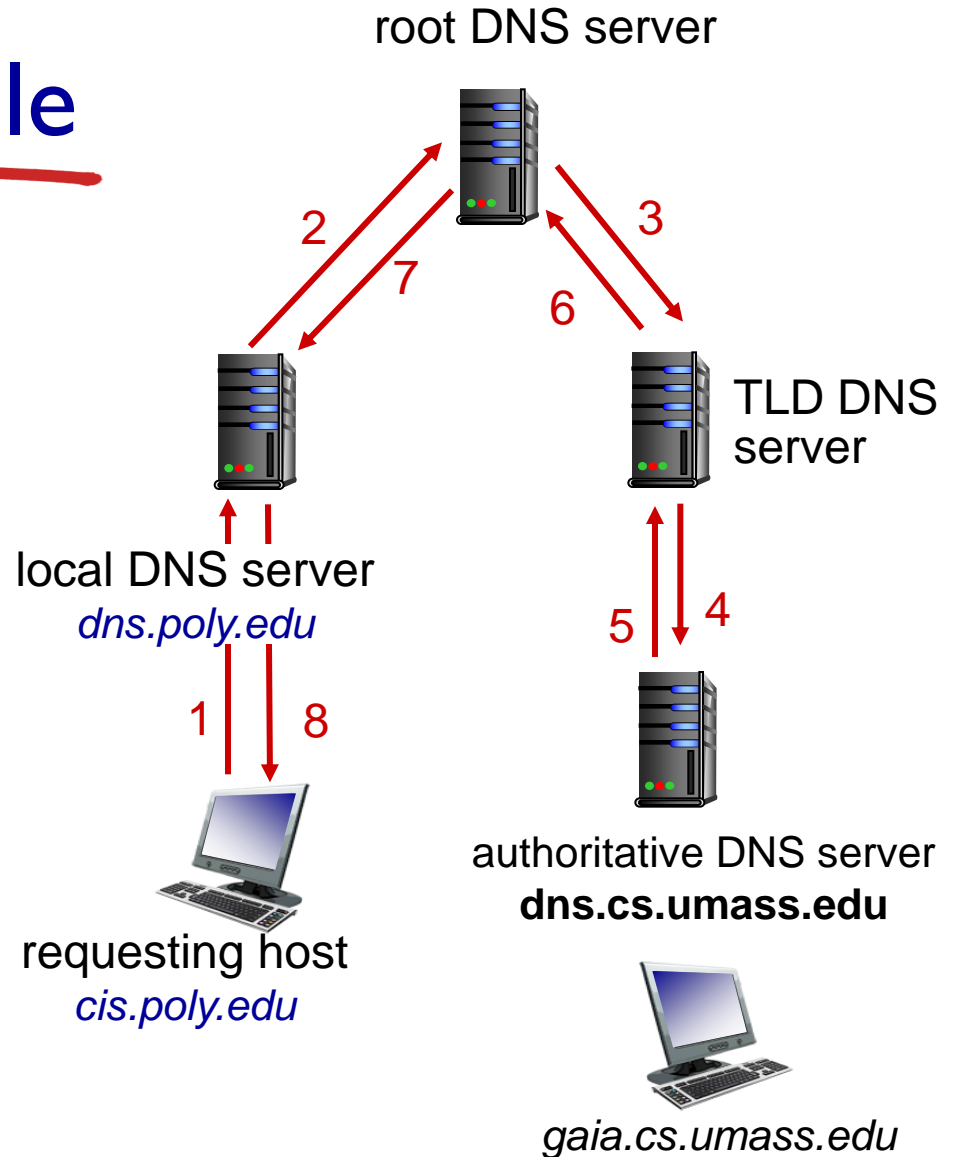 root DNS server
le
2
3
7
6
TLD DNS
server
local DNS server
dns.poly.edu
5
4
1
8
authoritative DNS server
dns.cs.umass.edu
requesting host
cis.poly.edu
gaia.cs.umass.edu